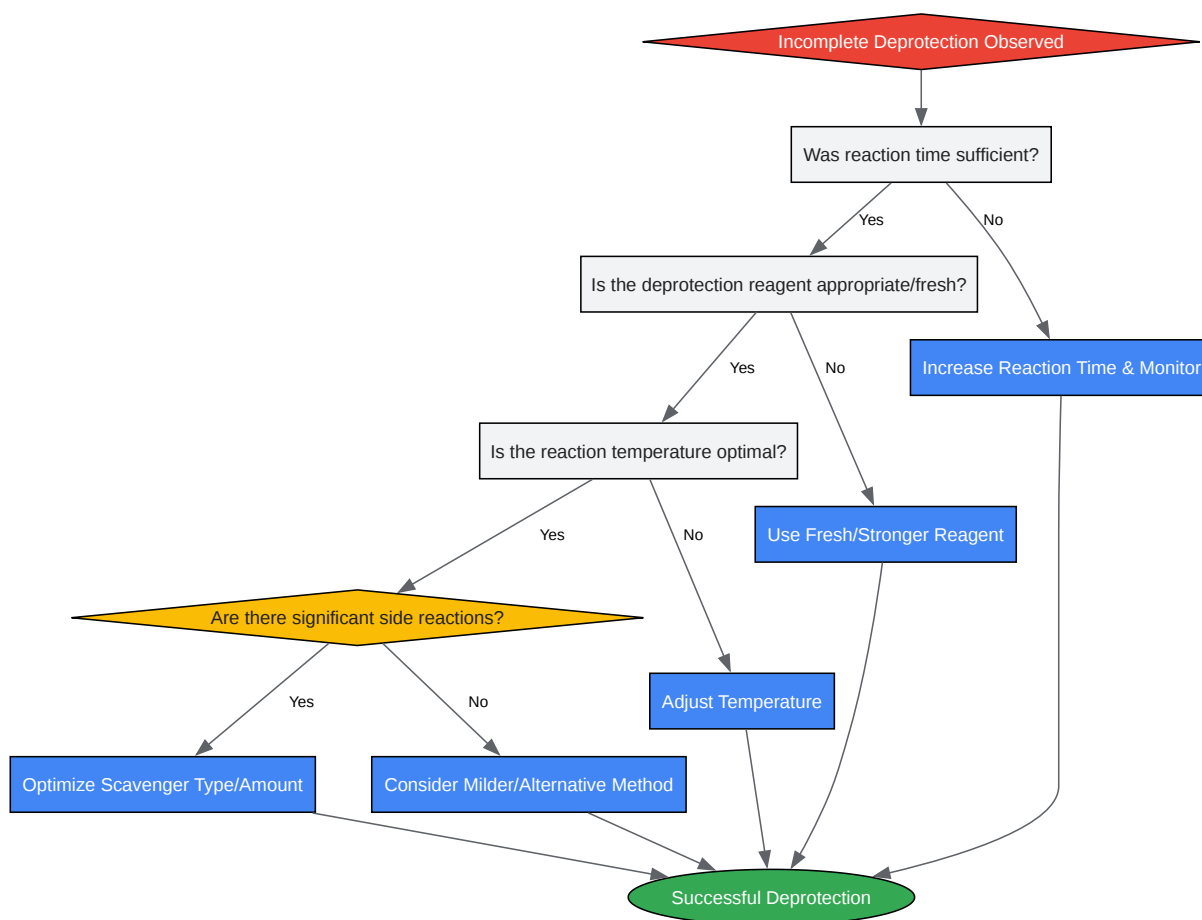 Incomplete Deprotection Observed
Was reaction time sufficient?
Yes
No
Is the deprotection reagent appropriate/fresh?
Increase Reaction Time & Monitor
Yes
No
Is the reaction temperature optimal?
Use Fresh/Stronger Reagent
Yes
No
Are there significant side reactions?
Adjust Temperature
Yes
No
Optimize Scavenger Type/Amount
Consider Milder/Alternative Method
Successful Deprotection